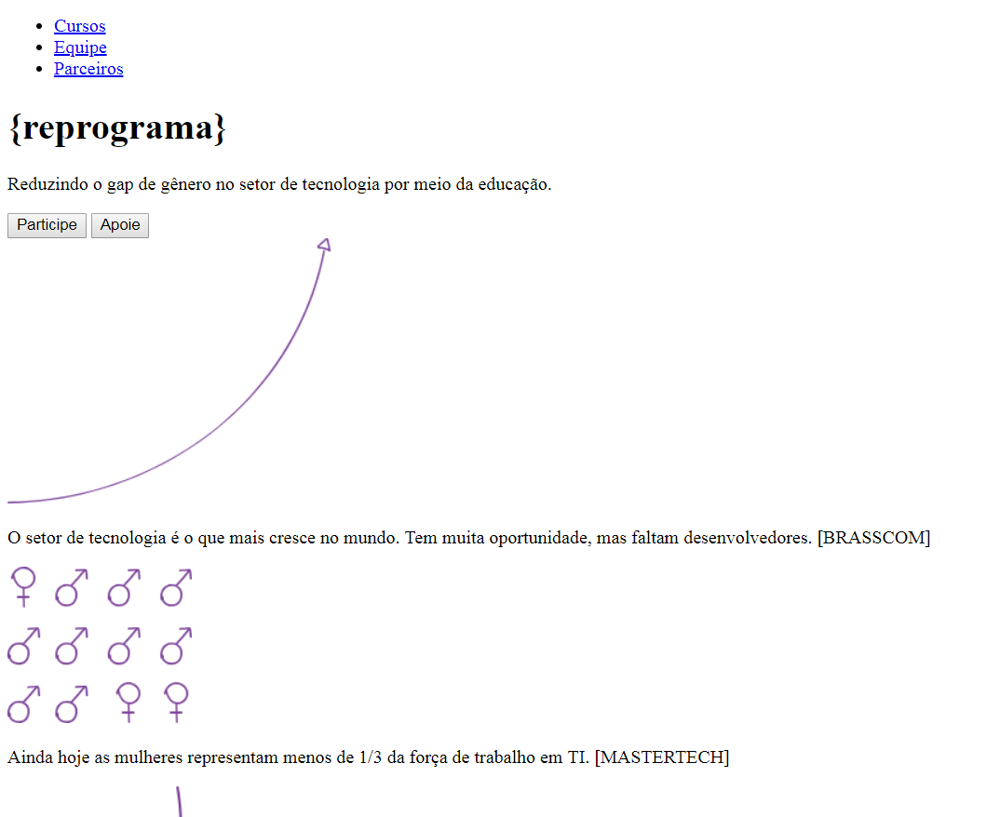 Cursos
Equipe
Parceiros
{reprograma}
Reduzindo o gap de gênero no setor de tecnologia por meio da educação.
Participe Apoie
O setor de tecnologia é o que mais cresce no mundo. Tem muita oportunidade, mas faltam desenvolvedores. [BRASSCOM]
Ainda hoje as mulheres representam menos de 1/3 da força de trabalho em TI. [MASTERTECH]